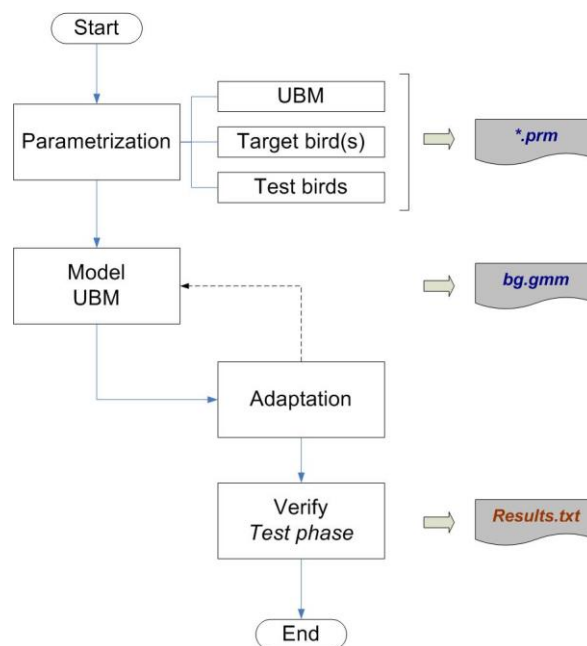 Start
Parametrization
UBM
Target bird(s)
Test birds
*.prm
Model
UBM
bg.gmm
Adaptation
Verify
Test phase
Results.txt
End